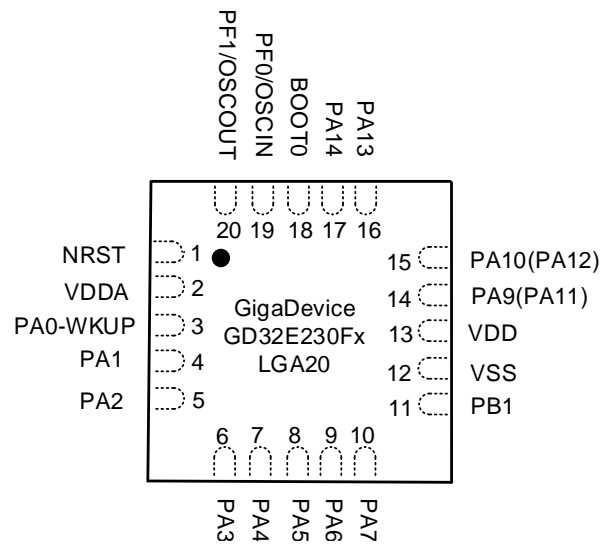 PF1/OSCOUT
PF0/OSCIN
BOOT0
PA14
PA13
20
19
18
17
16
NRST
1
VDDA
2
PA0-WKUP
3
PA1
4
PA2
5
GigaDevice
GD32E230Fx
LGA20
15
PA10(PA12)
14
PA9(PA11)
13
VDD
12
VSS
11
PB1
6
7
8
9
10
PA3
PA4
PA5
PA6
PA7